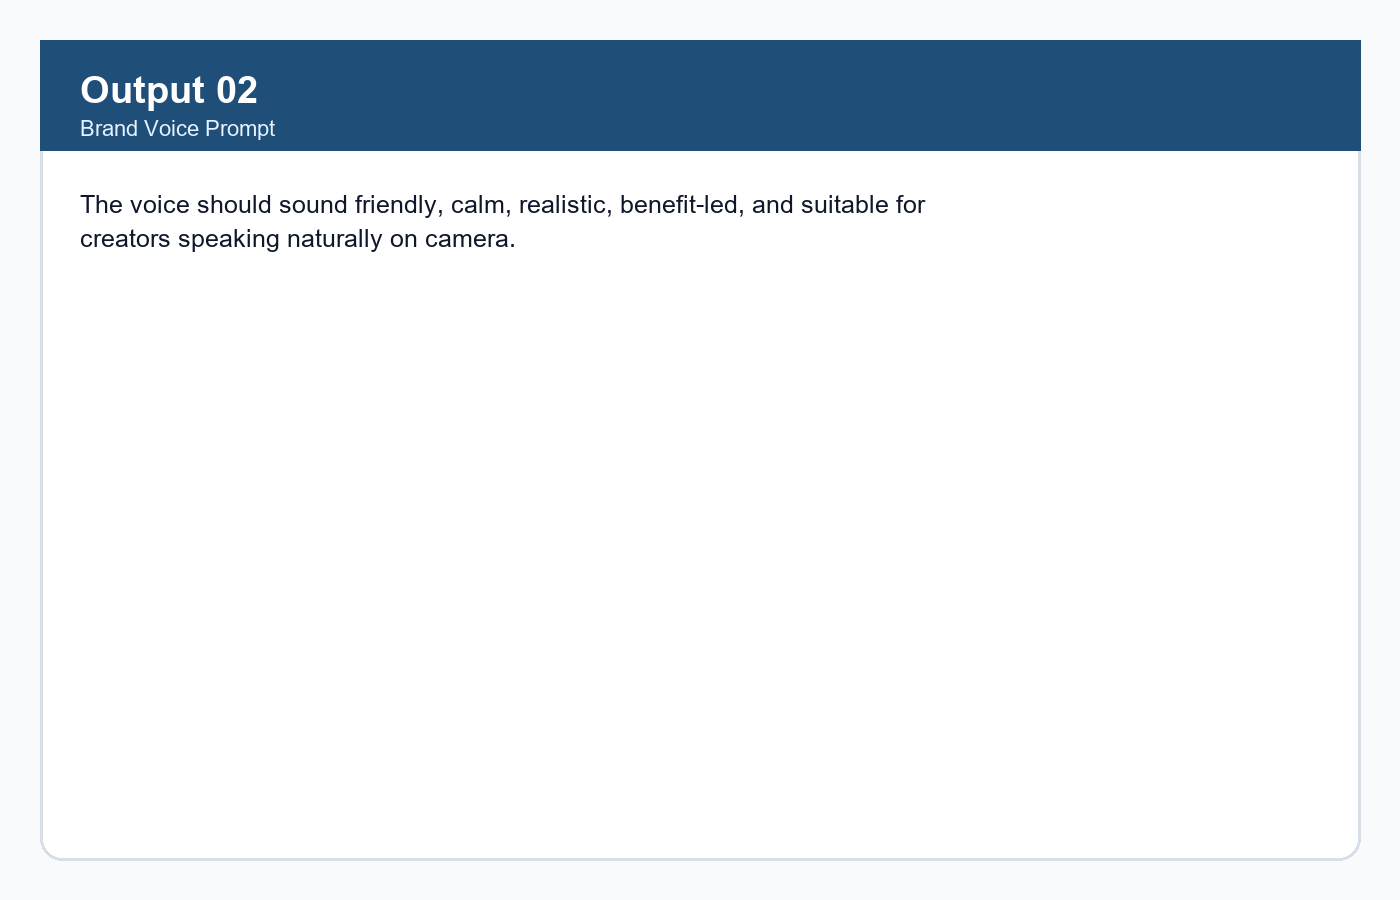 Output 02
Brand Voice Prompt
The voice should sound friendly, calm, realistic, benefit-led, and suitable for
creators speaking naturally on camera.